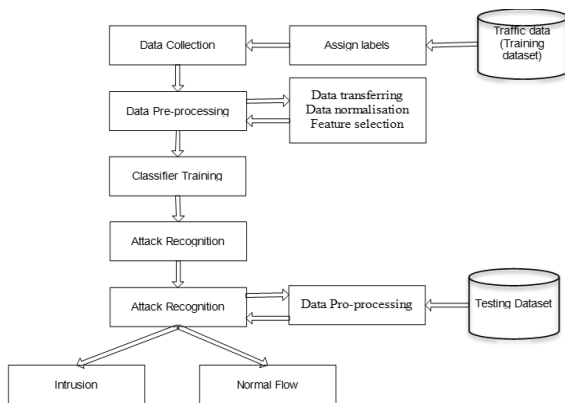 Data Collection
Assign labels
Traffic data
(Training
dataset)
Data Pre-processing
Data transferring
Data normalisation
Feature selection
Classifier Training
Attack Recognition
Attack Recognition
Data Pro-processing
Testing Dataset
Intrusion
Normal Flow